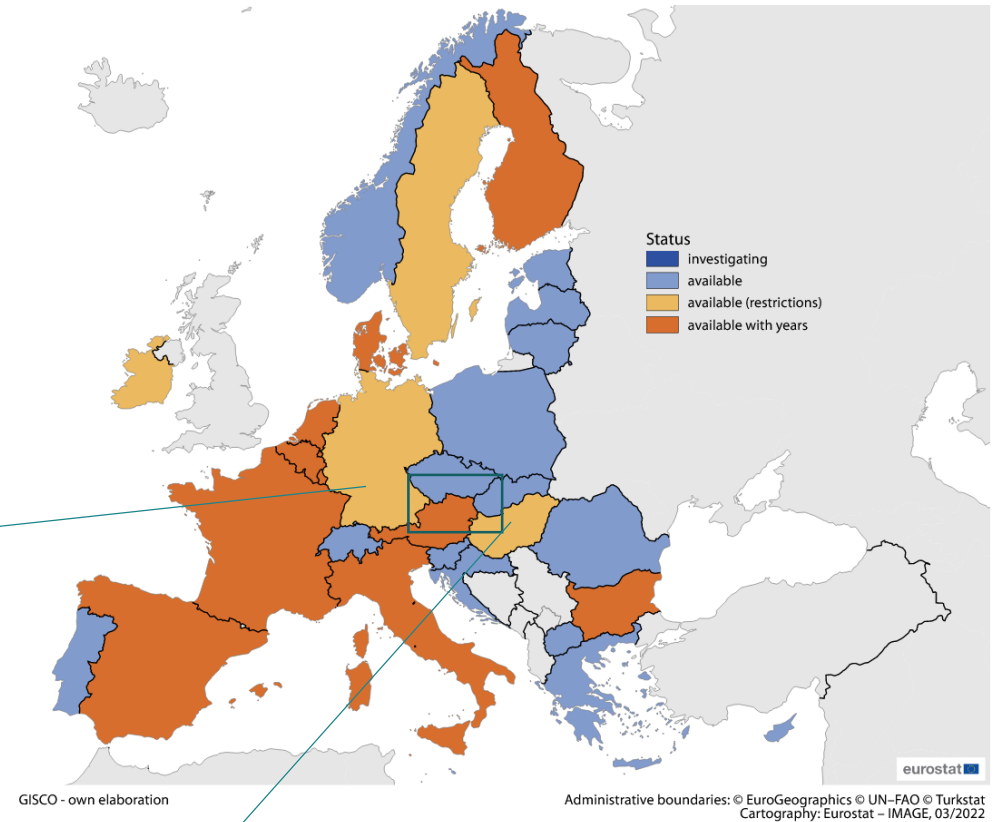 Status
investigating
available
available (restrictions)
available with years
eurostat
GISCO - own elaboration
Administrative boundaries: © EuroGeographics © UN–FAO © Turkstat
Cartography: Eurostat – IMAGE, 03/2022